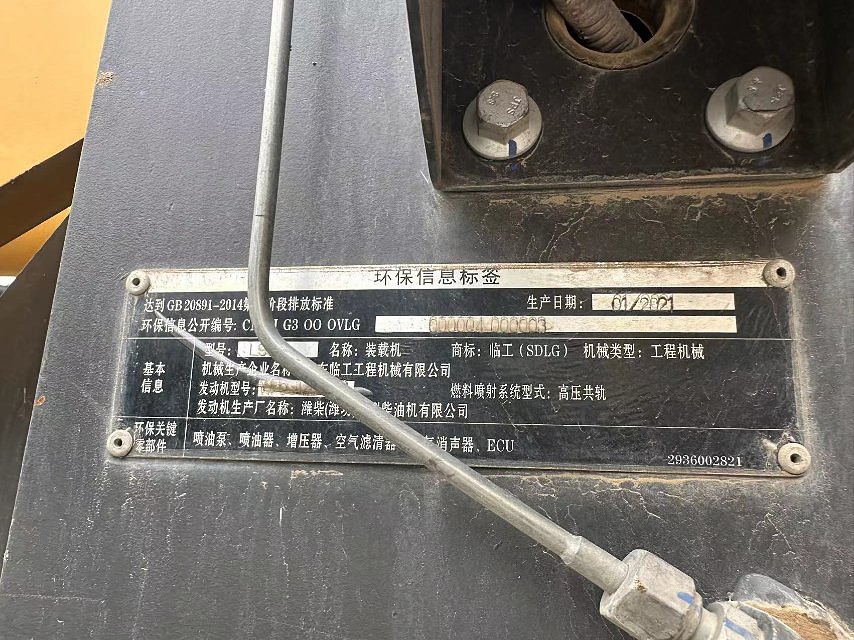 环保信息标签
达到GB 20891-2014第 阶段排放标准 生产日期: 01/2021
环保信息公开编号: C G3 OO OVLG 000004 000003
型号: 名称: 装载机 商标: 临工(SDLG) 机械类型: 工程机械
基本信息
机械生产企业名 临工工程机械有限公司
发动机型号: 燃料喷射系统型式: 高压共轨
发动机生产厂名称: 潍柴(潍 柴油机有限公司
环保关键零部件
喷油泵、喷油器、增压器、空气滤清器 消声器、ECU
2936002821